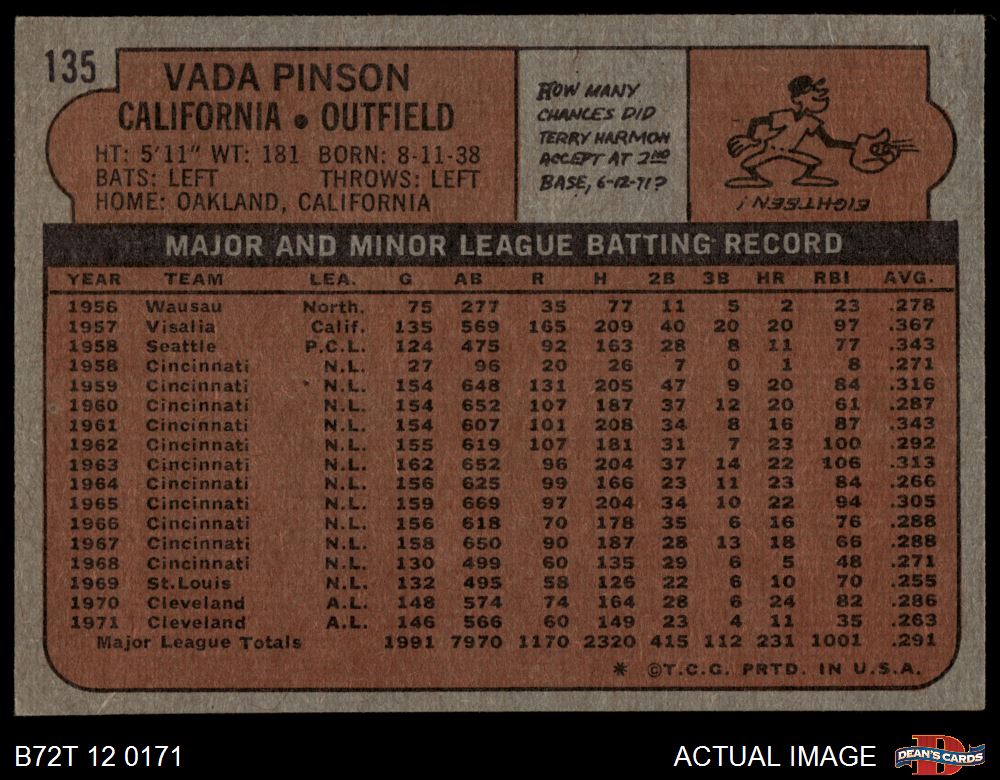 135
VADA PINSON
CALIFORNIA • OUTFIELD
HT: 5'11" WT: 181 BORN: 8-11-38
BATS: LEFT THROWS: LEFT
HOME: OAKLAND, CALIFORNIA
HOW MANY
CHANCES DID
TERRY HARMON
ACCEPT AT 2ND
BASE, 6-12-71?
EIGHTEEN!
MAJOR AND MINOR LEAGUE BATTING RECORD
YEAR TEAM LEA. G AB R H 2B 3B HR RBI AVG.
1956 Wausau North. 75 277 35 77 11 5 2 23 .278
1957 Visalia Calif. 135 569 165 209 40 20 20 97 .367
1958 Seattle P.C.L. 124 475 92 163 28 8 11 77 .343
1958 Cincinnati N.L. 27 96 20 26 7 0 1 8 .271
1959 Cincinnati N.L. 154 648 131 205 47 9 20 84 .316
1960 Cincinnati N.L. 154 652 107 187 37 12 20 61 .287
1961 Cincinnati N.L. 154 607 101 208 34 8 16 87 .343
1962 Cincinnati N.L. 155 619 107 181 31 7 23 100 .292
1963 Cincinnati N.L. 162 652 96 204 37 14 22 106 .313
1964 Cincinnati N.L. 156 625 99 166 23 11 23 84 .266
1965 Cincinnati N.L. 159 669 97 204 34 10 22 94 .305
1966 Cincinnati N.L. 156 618 70 178 35 6 16 76 .288
1967 Cincinnati N.L. 158 650 90 187 28 13 18 66 .288
1968 Cincinnati N.L. 130 499 60 135 29 6 5 48 .271
1969 St.Louis N.L. 132 495 58 126 22 6 10 70 .255
1970 Cleveland A.L. 148 574 74 164 28 6 24 82 .286
1971 Cleveland A.L. 146 566 60 149 23 4 11 35 .263
Major League Totals 1991 7970 1170 2320 415 112 231 1001 .291
* ©T.C.G. PRTD. IN U.S.A.
B72T 12 0171
ACTUAL IMAGE
D
DEAN'S CARDS